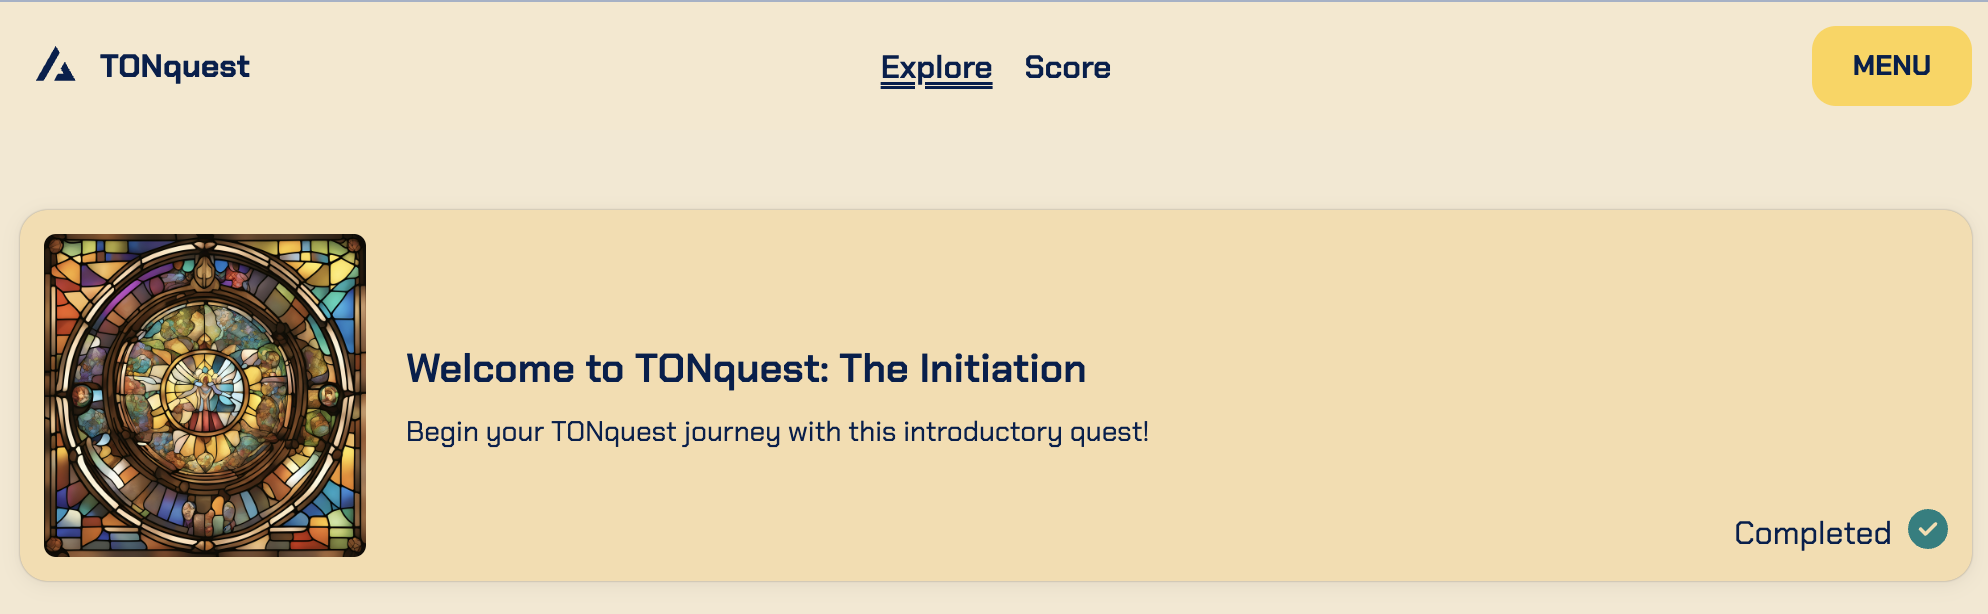 TONquest
Explore Score
MENU
Welcome to TONquest: The Initiation
Begin your TONquest journey with this introductory quest!
Completed